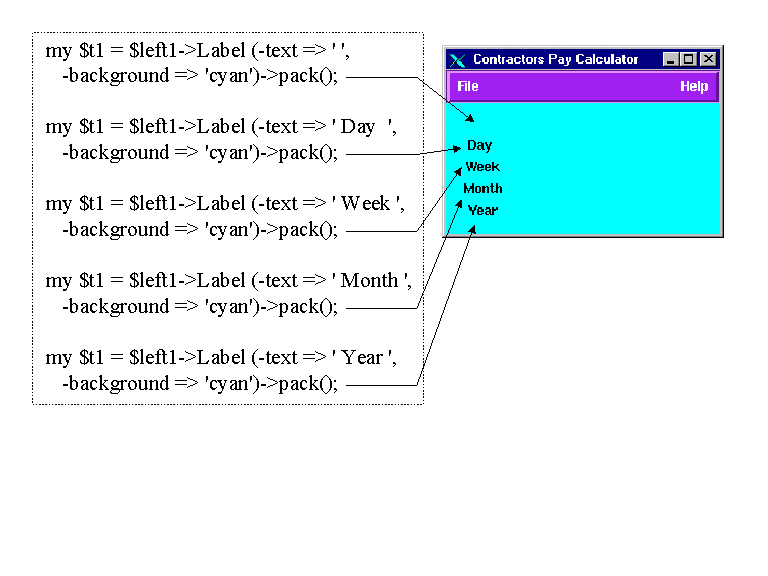 my $t1 = $left1->Label (-text => ' ',
-background => 'cyan')->pack();
my $t1 = $left1->Label (-text => ' Day  ',
-background => 'cyan')->pack();
my $t1 = $left1->Label (-text => ' Week ',
-background => 'cyan')->pack();
my $t1 = $left1->Label (-text => ' Month ',
-background => 'cyan')->pack();
my $t1 = $left1->Label (-text => ' Year ',
-background => 'cyan')->pack();
Contractors Pay Calculator
File Help
Day
Week
Month
Year